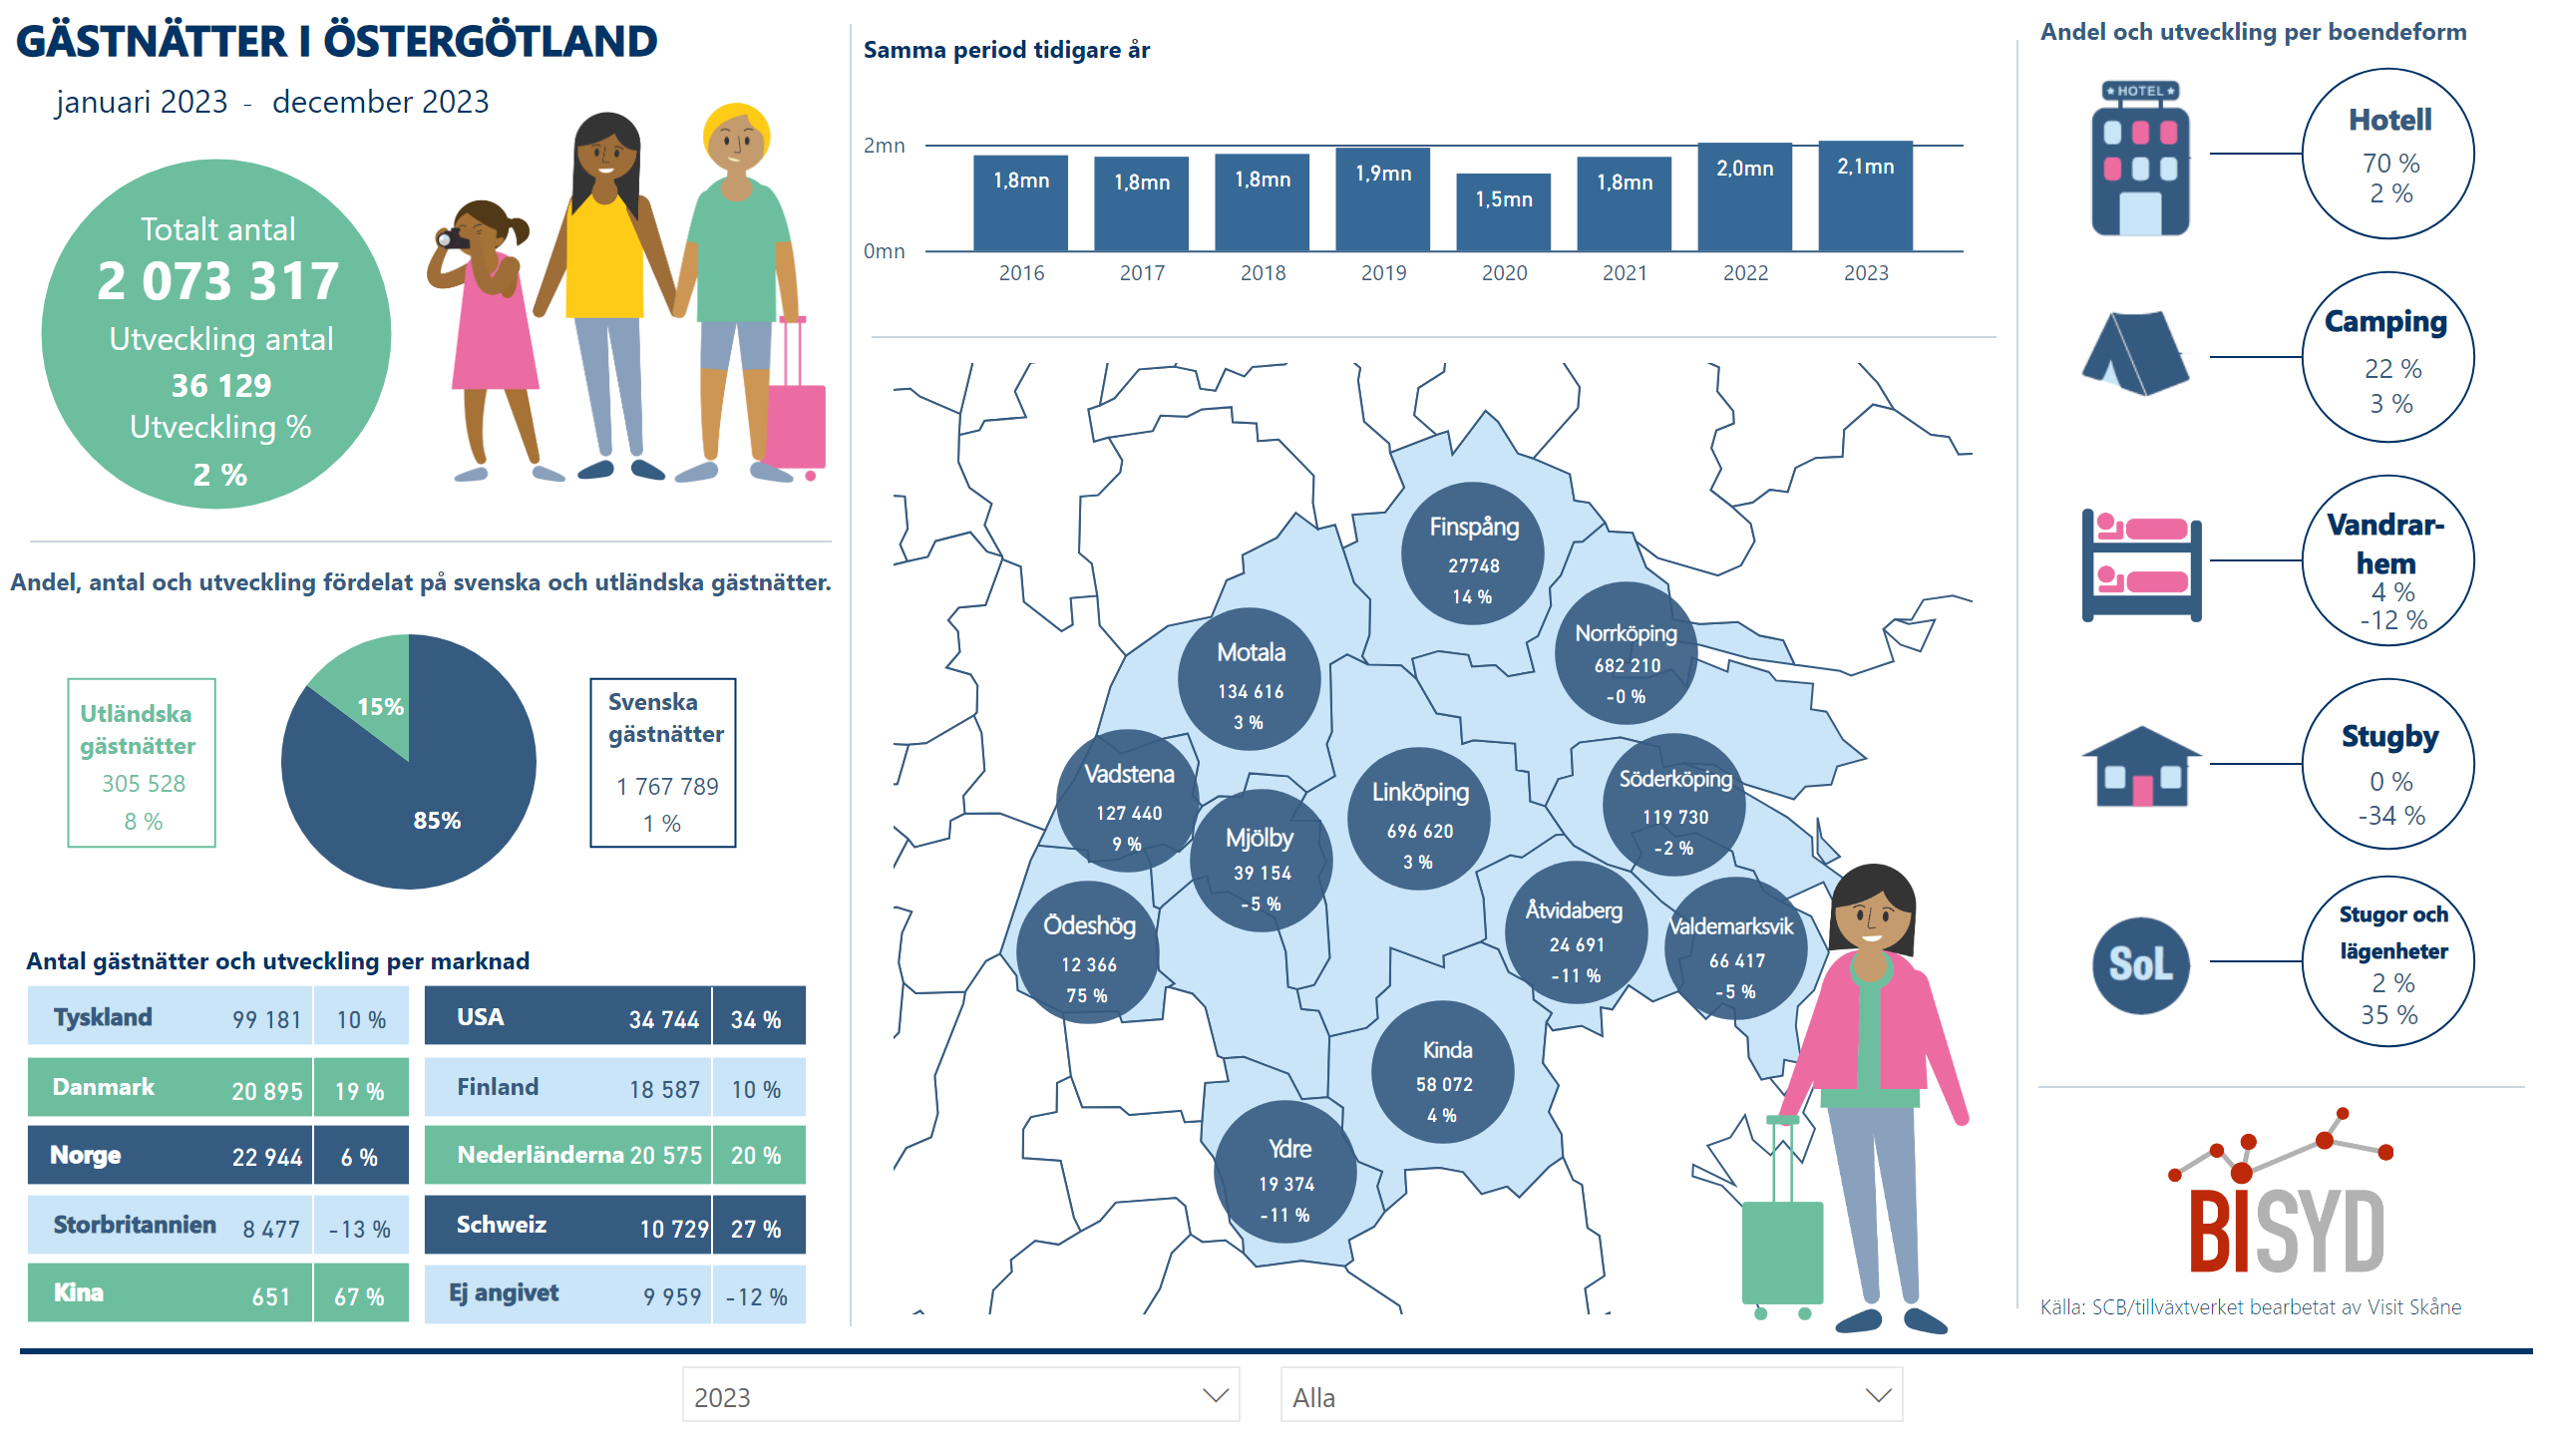 GÄSTNÄTTER I ÖSTERGÖTLAND
januari 2023 - december 2023
Totalt antal
2 073 317
Utveckling antal
36 129
Utveckling %
2 %
Andel, antal och utveckling fördelat på svenska och utländska gästnätter.
Utländska
gästnätter
305 528
8 %
15%
85%
Svenska
gästnätter
1 767 789
1 %
Antal gästnätter och utveckling per marknad
Tyskland 99 181 10 %
USA 34 744 34 %
Danmark 20 895 19 %
Finland 18 587 10 %
Norge 22 944 6 %
Nederländerna 20 575 20 %
Storbritannien 8 477 -13 %
Schweiz 10 729 27 %
Kina 651 67 %
Ej angivet 9 959 -12 %
Samma period tidigare år
2mn
0mn
1,8mn 1,8mn 1,8mn 1,9mn 1,5mn 1,8mn 2,0mn 2,1mn
2016 2017 2018 2019 2020 2021 2022 2023
Finspång
27748
14 %
Norrköping
682 210
-0 %
Motala
134 616
3 %
Vadstena
127 440
9 %
Mjölby
39 154
-5 %
Linköping
696 620
3 %
Söderköping
119 730
-2 %
Ödeshög
12 366
75 %
Åtvidaberg
24 691
-11 %
Valdemarksvik
66 417
-5 %
Kinda
58 072
4 %
Ydre
19 374
-11 %
Andel och utveckling per boendeform
HOTEL
Hotell
70 %
2 %
Camping
22 %
3 %
Vandrar-
hem
4 %
-12 %
Stugby
0 %
-34 %
SoL
Stugor och
lägenheter
2 %
35 %
BISYD
Källa: SCB/tillväxtverket bearbetat av Visit Skåne
2023
Alla